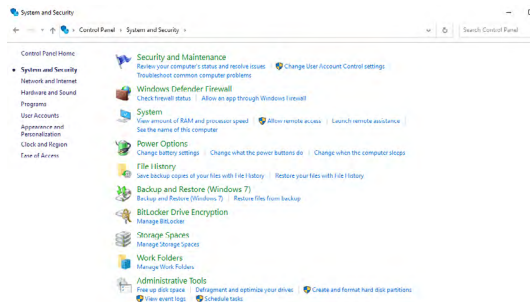 System and Security
Control Panel > System and Security >
Search Control Panel
Control Panel Home
System and Security
Network and Internet
Hardware and Sound
Programs
User Accounts
Appearance and
Personalization
Clock and Region
Ease of Access
Security and Maintenance
Review your computer's status and resolve issues | Change User Account Control settings |
Troubleshoot common computer problems
Windows Defender Firewall
Check firewall status | Allow an app through Windows Firewall
System
View amount of RAM and processor speed | Allow remote access | Launch remote assistance |
See the name of this computer
Power Options
Change battery settings | Change what the power buttons do | Change when the computer sleeps
File History
Save backup copies of your files with File History | Restore your files with File History
Backup and Restore (Windows 7)
Backup and Restore (Windows 7) | Restore files from backup
BitLocker Drive Encryption
Manage BitLocker
Storage Spaces
Manage Storage Spaces
Work Folders
Manage Work Folders
Administrative Tools
Free up disk space | Defragment and optimize your drives | Create and format hard disk partitions
View event logs | Schedule tasks